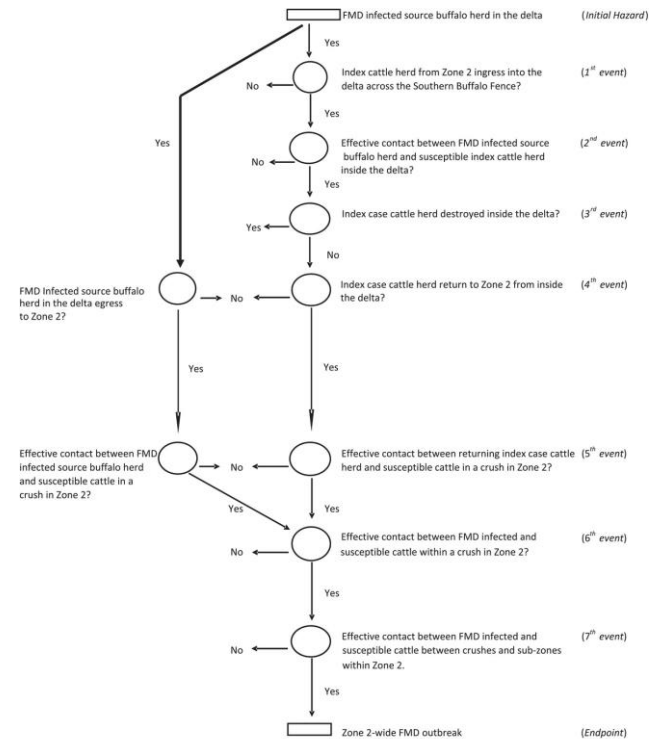 FMD infected source buffalo herd in the delta (Initial Hazard)
Yes
Index cattle herd from Zone 2 ingress into the (1st event)
delta across the Southern Buffalo Fence?
No
Yes
Yes
Effective contact between FMD infected source (2nd event)
buffalo herd and susceptible index cattle herd
inside the delta?
No
Yes
Index case cattle herd destroyed inside the delta? (3rd event)
Yes
No
FMD Infected source buffalo
herd in the delta egress
to Zone 2?
No
Index case cattle herd return to Zone 2 from inside (4th event)
the delta?
Yes
Yes
Effective contact between FMD
infected source buffalo herd
and susceptible cattle in a
crush in Zone 2?
No
Effective contact between returning index case cattle (5th event)
herd and susceptible cattle in a crush in Zone 2?
Yes
Yes
Effective contact between FMD infected and (6th event)
susceptible cattle within a crush in Zone 2?
No
Yes
Effective contact between FMD infected and (7th event)
susceptible cattle between crushes and sub-zones
within Zone 2.
No
Yes
Zone 2-wide FMD outbreak (Endpoint)